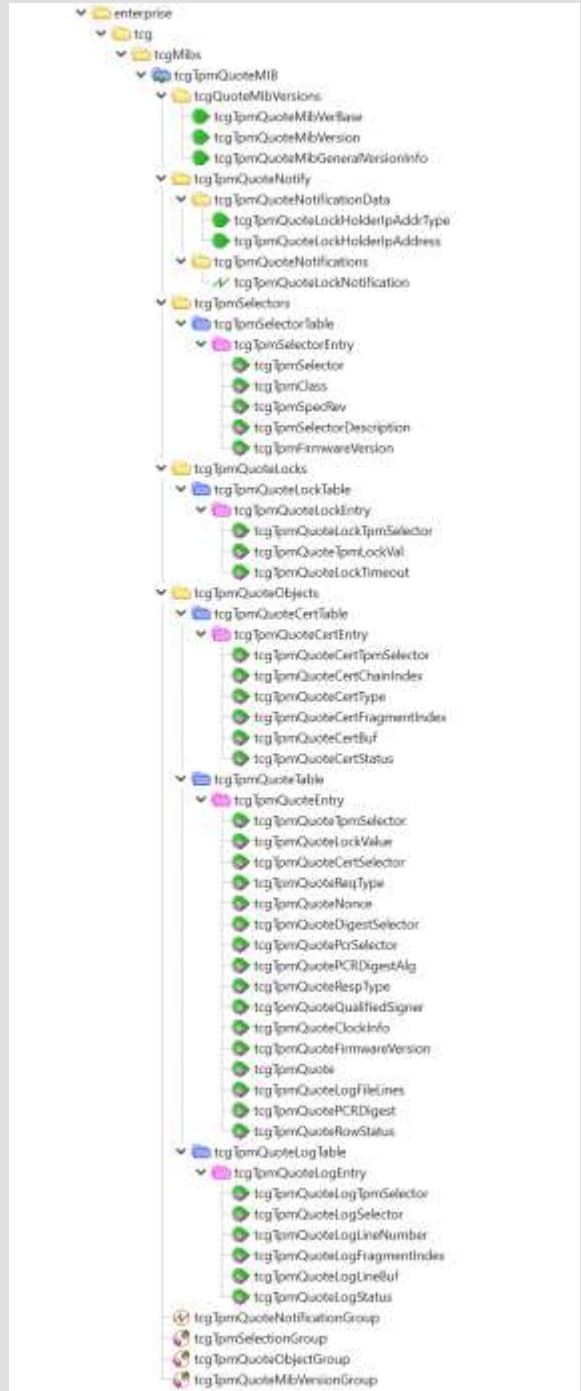 enterprise
tcg
tcgMibs
tcgTpmQuoteMIB
tcgQuoteMibVersions
tcgTpmQuoteMibVerBase
tcgTpmQuoteMibVersion
tcgTpmQuoteMibGeneralVersionInfo
tcgTpmQuoteNotify
tcgTpmQuoteNotificationData
tcgTpmQuoteLockHolderIpAddrType
tcgTpmQuoteLockHolderIpAddress
tcgTpmQuoteNotifications
tcgTpmQuoteLockNotification
tcgTpmSelectors
tcgTpmSelectorTable
tcgTpmSelectorEntry
tcgTpmSelector
tcgTpmClass
tcgTpmSpecRev
tcgTpmSelectorDescription
tcgTpmFirmwareVersion
tcgTpmQuoteLocks
tcgTpmQuoteLockTable
tcgTpmQuoteLockEntry
tcgTpmQuoteLockTpmSelector
tcgTpmQuoteTpmLockVal
tcgTpmQuoteLockTimeout
tcgTpmQuoteObjects
tcgTpmQuoteCertTable
tcgTpmQuoteCertEntry
tcgTpmQuoteCertTpmSelector
tcgTpmQuoteCertChainIndex
tcgTpmQuoteCertType
tcgTpmQuoteCertFragmentIndex
tcgTpmQuoteCertBuf
tcgTpmQuoteCertStatus
tcgTpmQuoteTable
tcgTpmQuoteEntry
tcgTpmQuoteTpmSelector
tcgTpmQuoteLockValue
tcgTpmQuoteCertSelector
tcgTpmQuoteReqType
tcgTpmQuoteNonce
tcgTpmQuoteDigestSelector
tcgTpmQuotePcrSelector
tcgTpmQuotePCRDigestAlg
tcgTpmQuoteRespType
tcgTpmQuoteQualifiedSigner
tcgTpmQuoteClockInfo
tcgTpmQuoteFirmwareVersion
tcgTpmQuote
tcgTpmQuoteLogFileLines
tcgTpmQuotePCRDigest
tcgTpmQuoteRowStatus
tcgTpmQuoteLogTable
tcgTpmQuoteLogEntry
tcgTpmQuoteLogTpmSelector
tcgTpmQuoteLogSelector
tcgTpmQuoteLogLineNumber
tcgTpmQuoteLogFragmentIndex
tcgTpmQuoteLogLineBuf
tcgTpmQuoteLogStatus
tcgTpmQuoteNotificationGroup
tcgTpmSelectionGroup
tcgTpmQuoteObjectGroup
tcgTpmQuoteMibVersionGroup